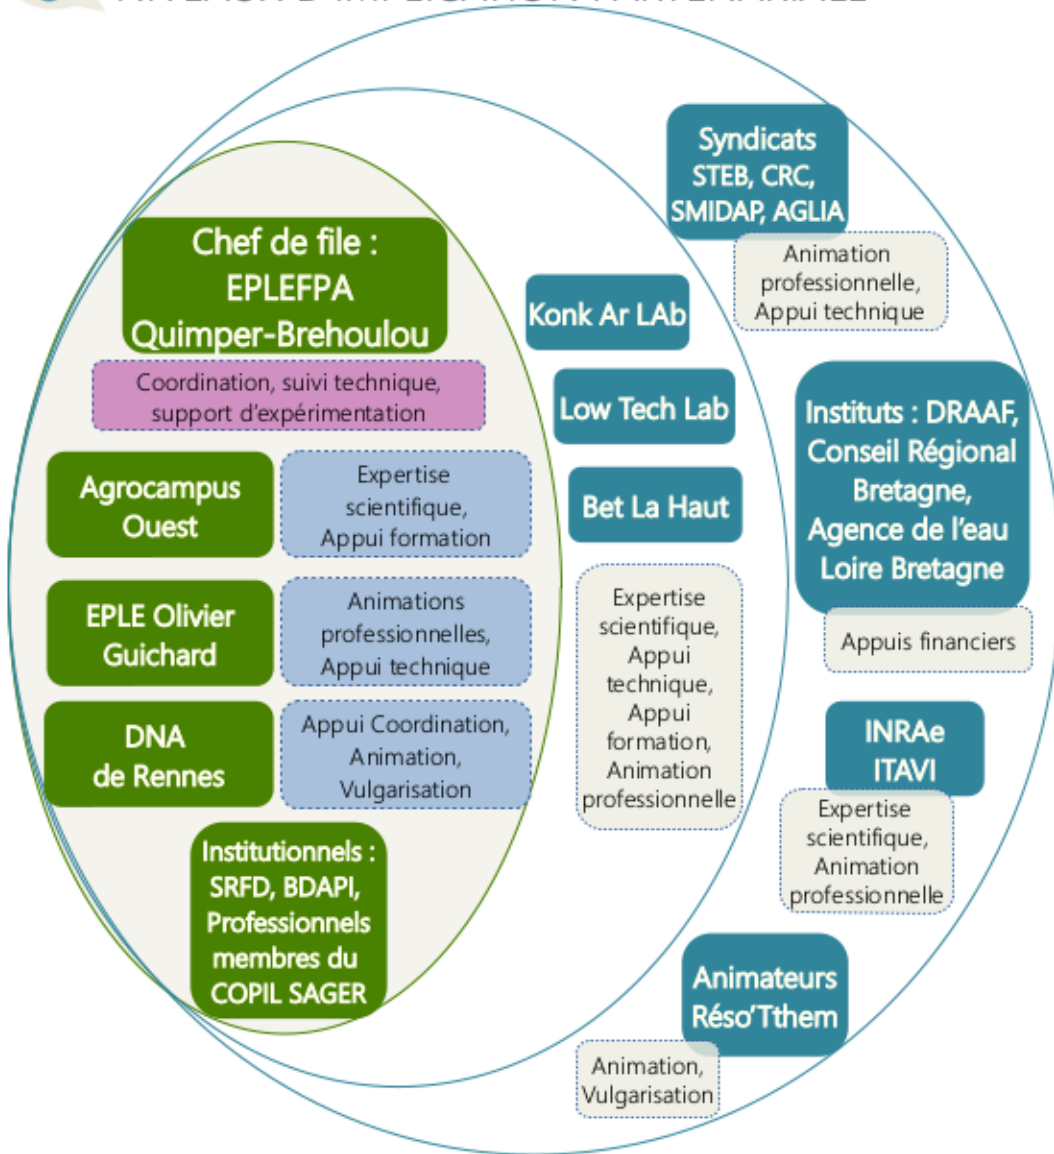 Chef de file :
EPLEFPA
Quimper-Brehoulou
Coordination, suivi technique,
support d'expérimentation
Agrocampus
Ouest
Expertise
scientifique,
Appui formation
EPLE Olivier
Guichard
Animations
professionnelles,
Appui technique
DNA
de Rennes
Appui Coordination,
Animation,
Vulgarisation
Institutionnels :
SRFD, BDAPI,
Professionnels
membres du
COPIL SAGER
Konk Ar LAb
Low Tech Lab
Bet La Haut
Expertise
scientifique,
Appui
technique,
Appui
formation,
Animation
professionnelle
Syndicats
STEB, CRC,
SMIDAP, AGLIA
Animation
professionnelle,
Appui technique
Instituts : DRAAF,
Conseil Régional
Bretagne,
Agence de l'eau
Loire Bretagne
Appuis financiers
INRAe
ITAVI
Expertise
scientifique,
Animation
professionnelle
Animateurs
Réso'Tthem
Animation,
Vulgarisation